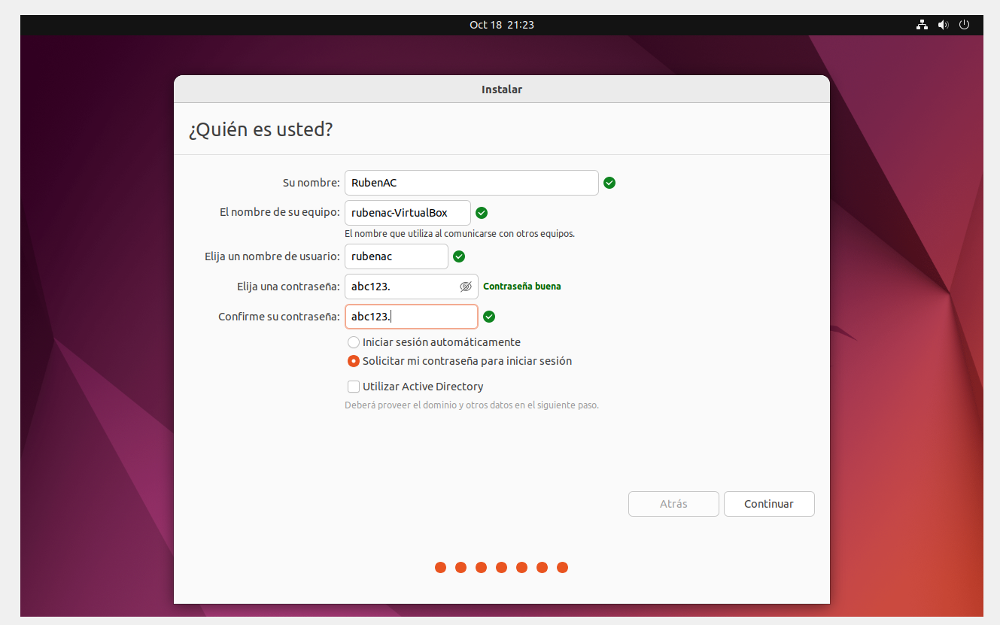 Oct 18 21:23
Instalar
¿Quién es usted?
Su nombre: RubenAC
El nombre de su equipo: rubenac-VirtualBox
El nombre que utiliza al comunicarse con otros equipos.
Elija un nombre de usuario: rubenac
Elija una contraseña: abc123. Contraseña buena
Confirme su contraseña: abc123.
Iniciar sesión automáticamente
Solicitar mi contraseña para iniciar sesión
Utilizar Active Directory
Deberá proveer el dominio y otros datos en el siguiente paso.
Atrás Continuar